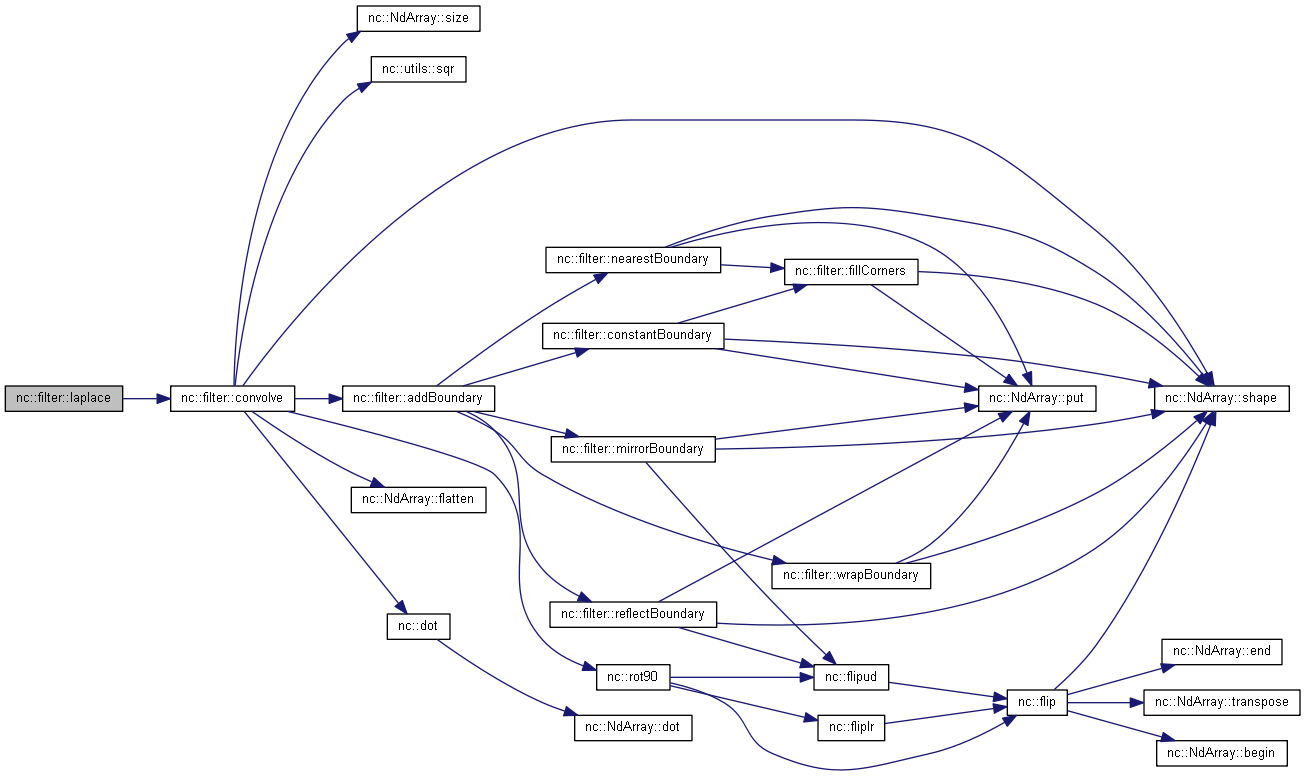 nc::NdArray::size
nc::utils::sqr
nc::filter::nearestBoundary
nc::filter::fillCorners
nc::filter::constantBoundary
nc::filter::laplace
nc::filter::convolve
nc::filter::addBoundary
nc::NdArray::put
nc::NdArray::shape
nc::filter::mirrorBoundary
nc::NdArray::flatten
nc::filter::wrapBoundary
nc::filter::reflectBoundary
nc::dot
nc::NdArray::end
nc::rot90
nc::flipud
nc::flip
nc::NdArray::transpose
nc::NdArray::dot
nc::fliplr
nc::NdArray::begin